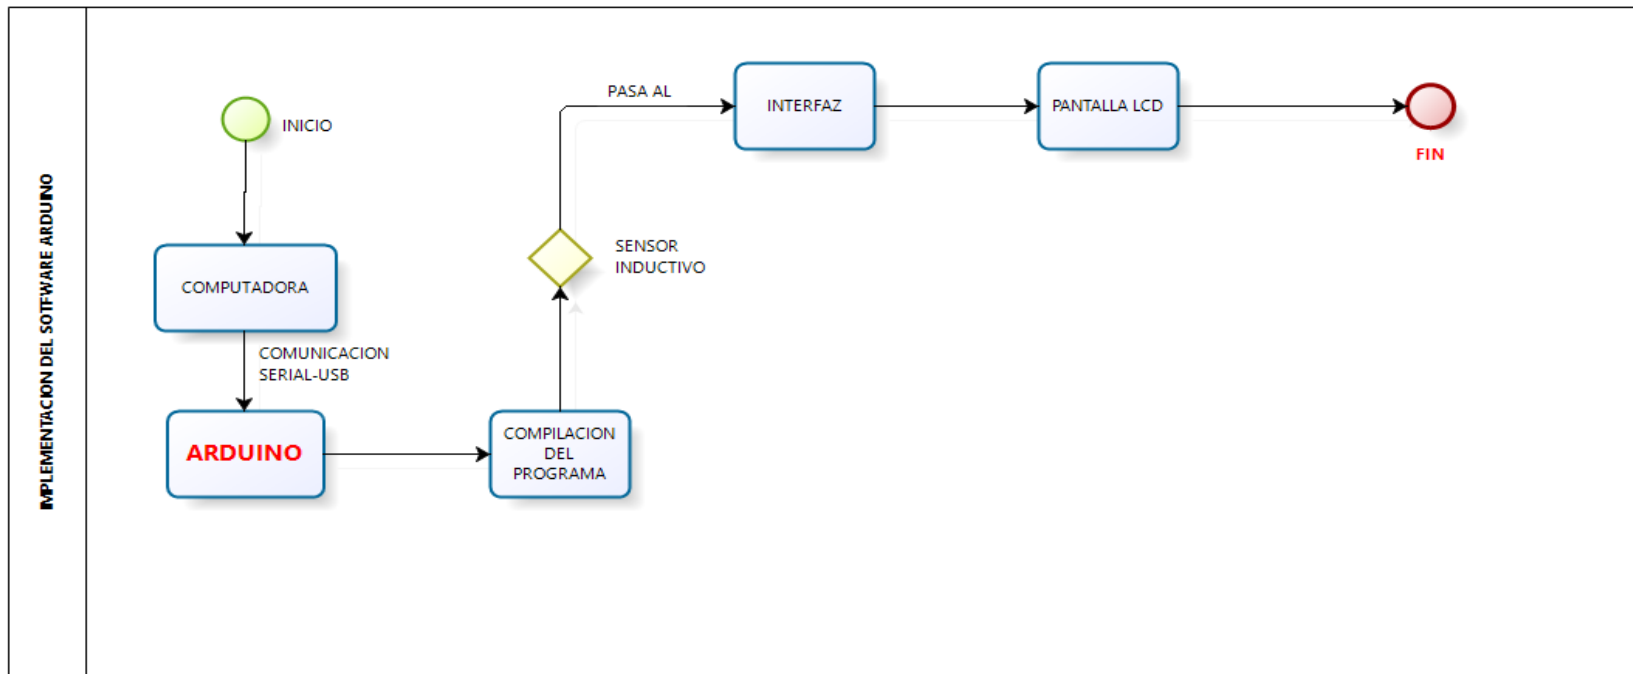 IMPLEMENTACION DEL SOTFWARE ARDUINO
INICIO
COMPUTADORA
COMUNICACION
SERIAL-USB
ARDUINO
COMPILACION
DEL
PROGRAMA
SENSOR
INDUCTIVO
PASA AL
INTERFAZ
PANTALLA LCD
FIN